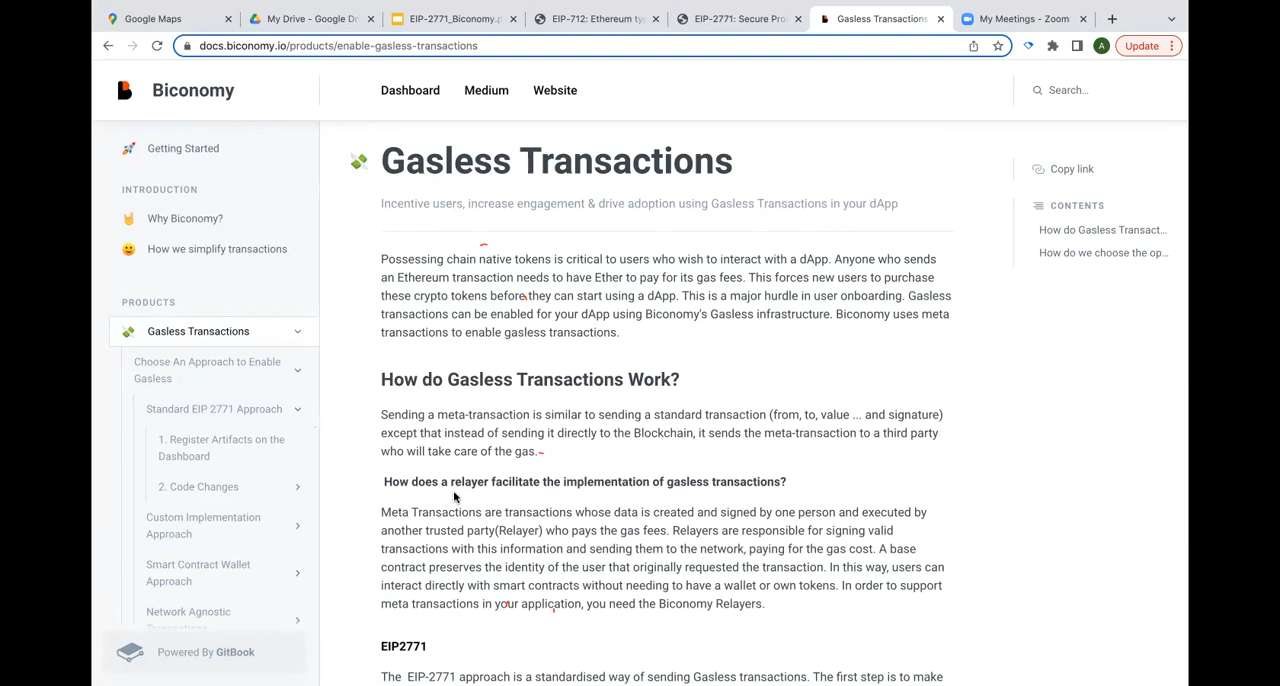 Google Maps
My Drive - Google Dr
EIP-2771_Biconomy.p
EIP-712: Ethereum ty
EIP-2771: Secure Pro
Gasless Transactions
My Meetings - Zoom
docs.biconomy.io/products/enable-gasless-transactions
A
Update
Biconomy
Dashboard
Medium
Website
Search...
Getting Started
INTRODUCTION
Why Biconomy?
How we simplify transactions
PRODUCTS
Gasless Transactions
Choose An Approach to Enable
Gasless
Standard EIP 2771 Approach
1. Register Artifacts on the
Dashboard
2. Code Changes
Custom Implementation
Approach
Smart Contract Wallet
Approach
Network Agnostic
Transactions
Powered By GitBook
Gasless Transactions
Incentive users, increase engagement & drive adoption using Gasless Transactions in your dApp
Possessing chain native tokens is critical to users who wish to interact with a dApp. Anyone who sends
an Ethereum transaction needs to have Ether to pay for its gas fees. This forces new users to purchase
these crypto tokens before they can start using a dApp. This is a major hurdle in user onboarding. Gasless
transactions can be enabled for your dApp using Biconomy's Gasless infrastructure. Biconomy uses meta
transactions to enable gasless transactions.
How do Gasless Transactions Work?
Sending a meta-transaction is similar to sending a standard transaction (from, to, value ... and signature)
except that instead of sending it directly to the Blockchain, it sends the meta-transaction to a third party
who will take care of the gas.
How does a relayer facilitate the implementation of gasless transactions?
Meta Transactions are transactions whose data is created and signed by one person and executed by
another trusted party(Relayer) who pays the gas fees. Relayers are responsible for signing valid
transactions with this information and sending them to the network, paying for the gas cost. A base
contract preserves the identity of the user that originally requested the transaction. In this way, users can
interact directly with smart contracts without needing to have a wallet or own tokens. In order to support
meta transactions in your application, you need the Biconomy Relayers.
EIP2771
The EIP-2771 approach is a standardised way of sending Gasless transactions. The first step is to make
Copy link
CONTENTS
How do Gasless Transact...
How do we choose the op...